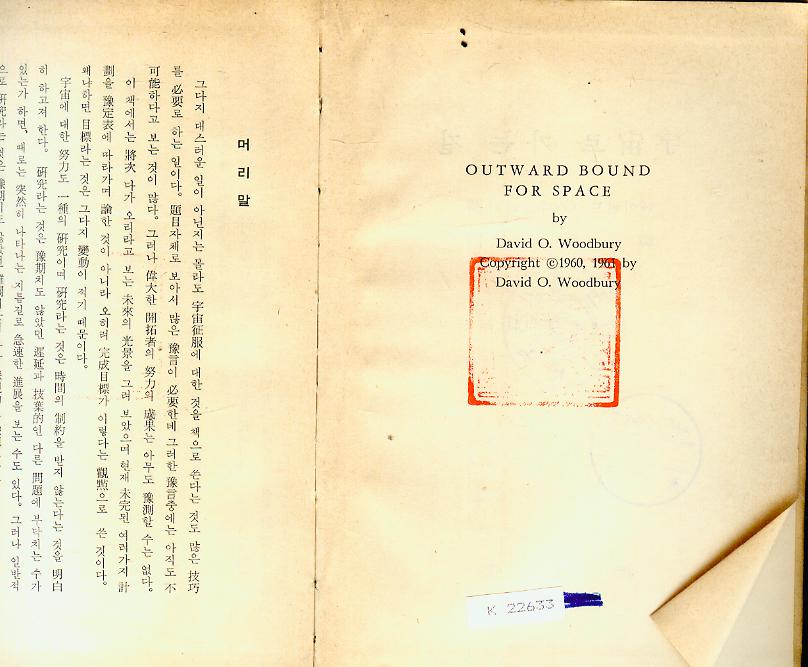 OUTWARD BOUND
FOR SPACE
by
David O. Woodbury
Copyright ©1960, 1961 by
David O. Woodbury
K 22633
머리말
그다지 대스러운 일이 아닌지는 몰라도 宇宙征服에 대한 것을 책으로 쓴다는 것도 많은 技巧
를 必要로 하는 일이다. 題目자체로 보아서 많은 豫言이 必要한데 그러한 豫言중에는 아직도 不
可能하다고 보는 것이 많다. 그러나 偉大한 開拓者의 努力의 成果는 아무도 豫測할 수는 없다.
이 책에서는 將次 다가 오리라고 보는 未來의 光景을 그려 보았으며 현재 未完된 여러가지 計
劃을 豫定表에 따라가며 論한 것이 아니라 오히려 完成目標가 이렇다는 觀點으로 쓴 것이다.
왜냐하면 目標라는 것은 그다지 變動이 적기 때문이다.
宇宙에 대한 努力도 一種의 硏究이며 硏究라는 것은 時間의 制約을 받지 않는다는 것을 明白
히 하고저 한다. 硏究라는 것은 豫期치도 않았던 遲延과 技葉的인 다른 問題에 부닥치는 수가
있는가 하면, 때로는 突然히 나타나는 지름길로 急速한 進展을 보는 수도 있다. 그러나 일반적
으로 硏究라는 것은